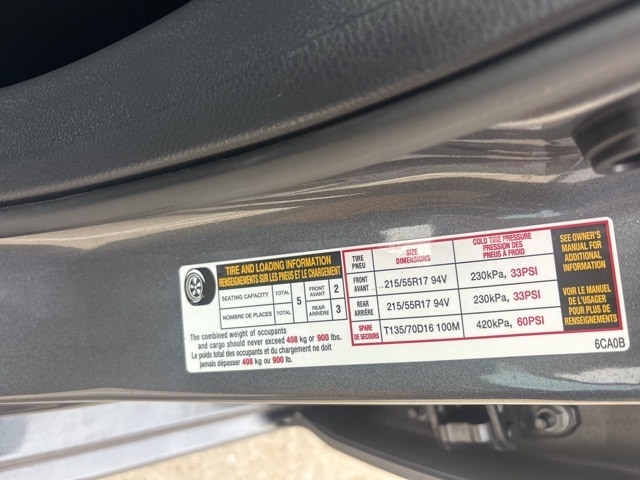 TIRE AND LOADING INFORMATION
RENSEIGNEMENTS SUR LES PNEUS ET LE CHARGEMENT
SEATING CAPACITY TOTAL 5 FRONT AVANT 2
NOMBRE DE PLACES TOTAL REAR ARRIÈRE 3
The combined weight of occupants
and cargo should never exceed 408 kg or 900 lbs.
Le poids total des occupants et du chargement ne doit
jamais dépasser 408 kg ou 900 lb.
TIRE PNEU SIZE DIMENSIONS COLD TIRE PRESSURE PRESSION DES PNEUS À FROID
FRONT AVANT 215/55R17 94V 230kPa, 33PSI
REAR ARRIÈRE 215/55R17 94V 230kPa, 33PSI
SPARE DE SECOURS T135/70D16 100M 420kPa, 60PSI
SEE OWNER'S
MANUAL FOR
ADDITIONAL
INFORMATION
VOIR LE MANUEL
DE L'USAGER
POUR PLUS DE
RENSEIGNEMENTS
6CA0B